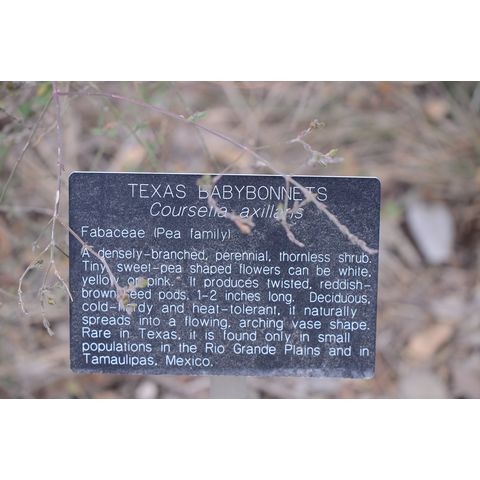 TEXAS BABYBONNETS
Coursetia axillaris
Fabaceae (Pea family)
A densely-branched, perennial, thornless shrub.
Tiny sweet-pea shaped flowers can be white,
yellow or pink. It produces twisted, reddish-
brown seed pods, 1-2 inches long. Deciduous,
cold-hardy and heat-tolerant, it naturally
spreads into a flowing, arching vase shape.
Rare in Texas, it is found only in small
populations in the Rio Grande Plains and in
Tamaulipas, Mexico.